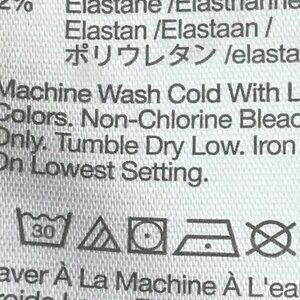 2% Elastane /Elasthanne
Elastan /Elastaan /
ポリウレタン /elasta
Machine Wash Cold With L
Colors. Non-Chlorine Bleac
Only. Tumble Dry Low. Iron
On Lowest Setting.
30
aver À La Machine À L'ea